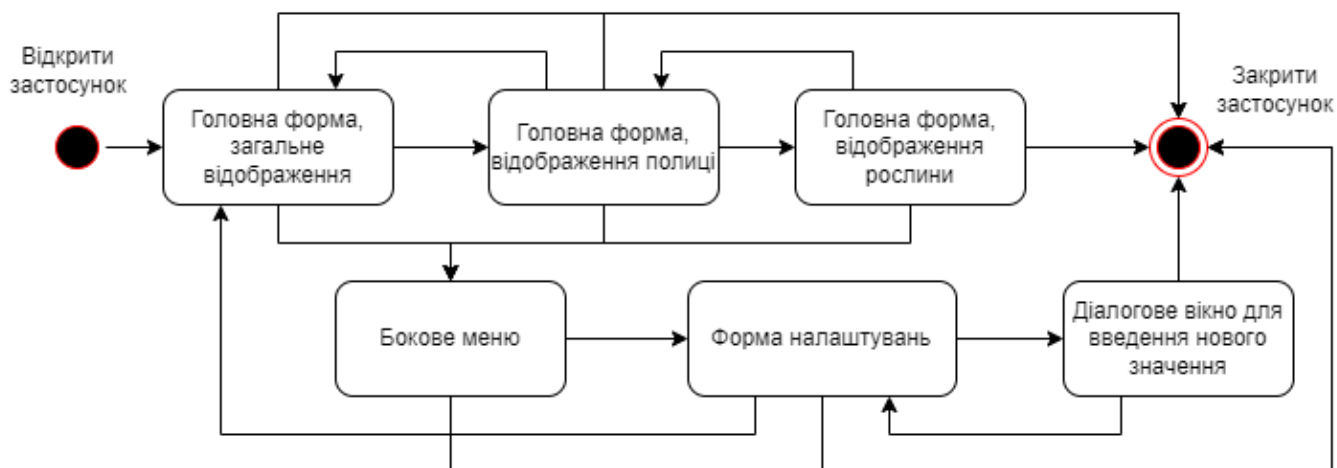 Відкрити
застосунок
Головна форма,
загальне
відображення
Головна форма,
відображення полиці
Головна форма,
відображення
рослини
Закрити
застосунок
Бокове меню
Форма налаштувань
Діалогове вікно для
введення нового
значення